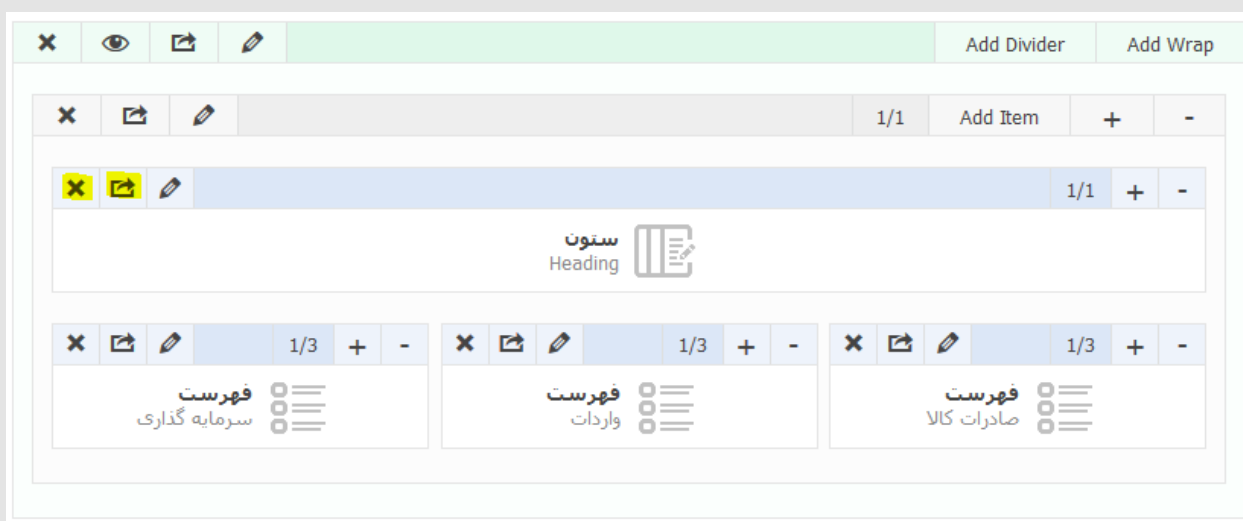 Add Divider Add Wrap
1/1 Add Item + -
1/1 + -
ستون
Heading
1/3 + - 1/3 + - 1/3 + -
فهرست
سرمایه گذاری
فهرست
واردات
فهرست
صادرات کالا